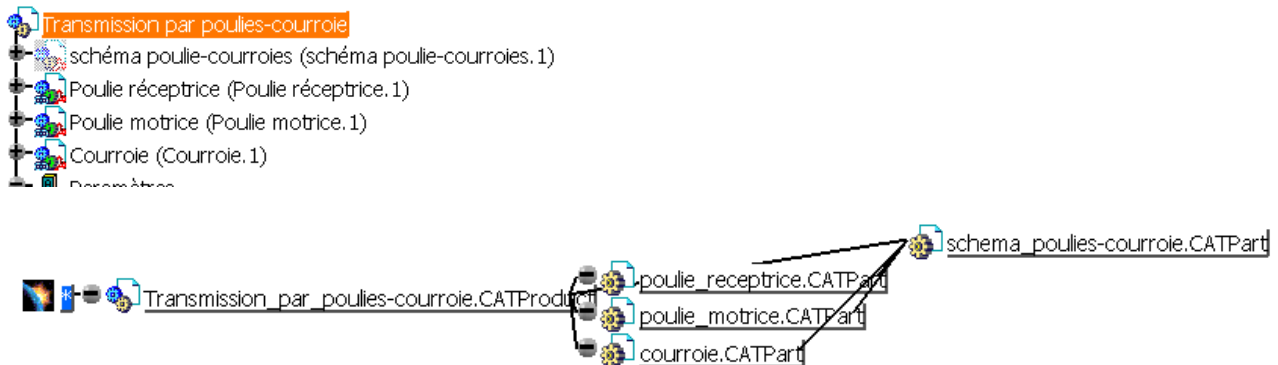 Transmission par poulies-courroie
schéma poulie-courroies (schéma poulie-courroies.1)
Poulie réceptrice (Poulie réceptrice.1)
Poulie motrice (Poulie motrice.1)
Courroie (Courroie.1)
Paramètres
schema_poulies-courroie.CATPart
poulie_receptrice.CATPart
* Transmission_par_poulies-courroie.CATProduct
poulie_motrice.CATPart
courroie.CATPart